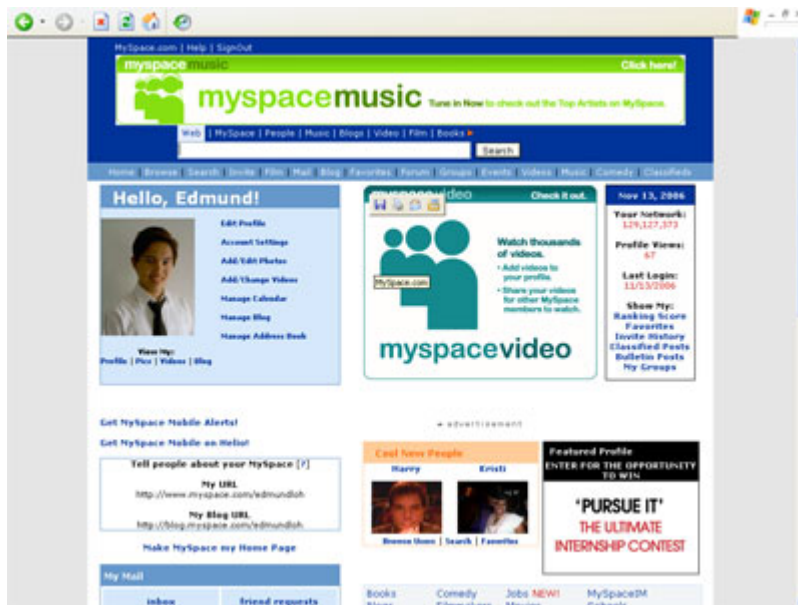 MySpace.com | Help | SignOut
myspacemusic
Click here!
myspacemusic Tune in Now to check out the Top Artists on MySpace.
Web | MySpace | People | Music | Blogs | Video | Film | Books
Search
Home | Browse | Search | Invite | Film | Mail | Blog | Favorites | Forum | Groups | Events | Videos | Music | Comedy | Classifieds
Hello, Edmund!
Edit Profile
Account Settings
Add/Edit Photos
Add/Change Videos
Manage Calendar
Manage Blog
Manage Address Book
View My:
Profile | Pics | Videos | Blog
myspacevideo
Check it out.
Watch thousands
of videos.
• Add videos to
your profile.
• Share your videos
for other MySpace
members to watch.
MySpace.com
myspacevideo
Nov 13, 2006
Your Network:
129,127,373
Profile Views:
67
Last Login:
11/13/2006
Show My:
Ranking Score
Favorites
Invite History
Classified Posts
Bulletin Posts
My Groups
Get MySpace Mobile Alerts!
Get MySpace Mobile on Helio!
Tell people about your MySpace [?]
My URL
http://www.myspace.com/edmundloh
My Blog URL
http://blog.myspace.com/edmundloh
Make MySpace my Home Page
My Mail
inbox
friend requests
advertisement
Cool New People
Harry
Kristi
Browse Users | Search | Favorites
Featured Profile
ENTER FOR THE OPPORTUNITY
TO WIN
'PURSUE IT'
THE ULTIMATE
INTERNSHIP CONTEST
Books
Comedy
Jobs NEW!
MySpaceIM
Blogs
Filmmakers
Movies
Schools